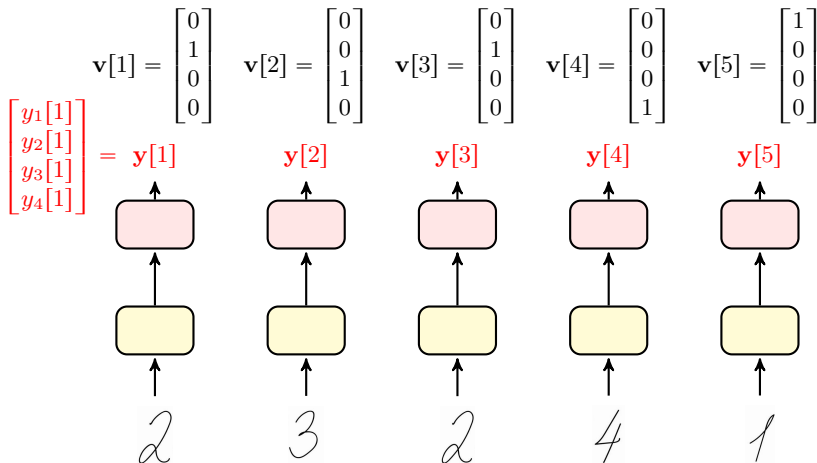 v[1] = [0 1 0 0] v[2] = [0 0 1 0] v[3] = [0 1 0 0] v[4] = [0 0 0 1] v[5] = [1 0 0 0]
[y₁[1] y₂[1] y₃[1] y₄[1]] = y[1] y[2] y[3] y[4] y[5]
2 3 2 4 1